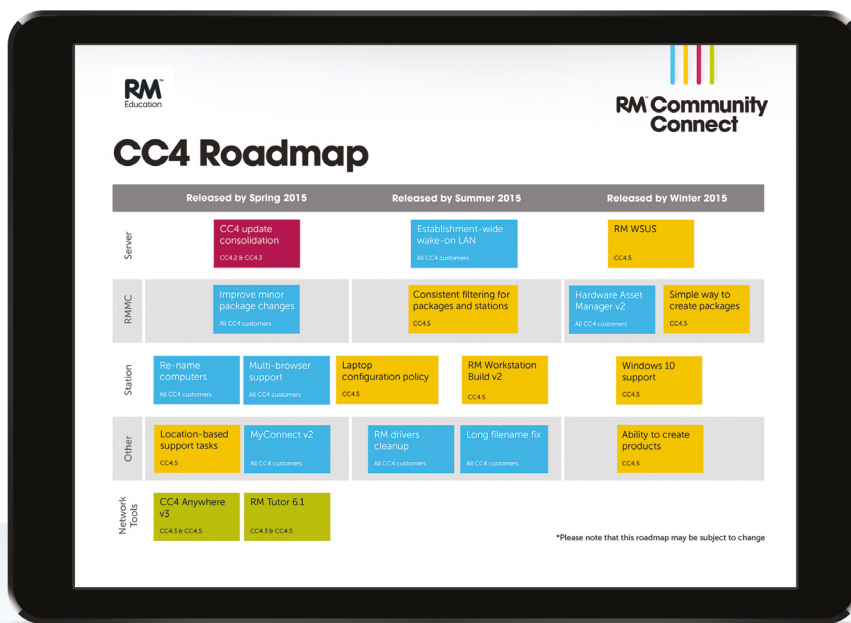 RM™
Education
RM™ Community
Connect
CC4 Roadmap
Released by Spring 2015
Released by Summer 2015
Released by Winter 2015
Server
CC4 update
consolidation
CC4.2 & CC4.3
Establishment-wide
wake-on LAN
All CC4 customers
RM WSUS
CC4.5
RMMC
Improve minor
package changes
All CC4 customers
Consistent filtering for
packages and stations
CC4.5
Hardware Asset
Manager v2
All CC4 customers
Simple way to
create packages
CC4.5
Station
Re-name
computers
All CC4 customers
Multi-browser
support
All CC4 customers
Laptop
configuration policy
CC4.5
RM Workstation
Build v2
CC4.5
Windows 10
support
CC4.5
Other
Location-based
support tasks
CC4.5
MyConnect v2
All CC4 customers
RM drivers
cleanup
All CC4 customers
Long filename fix
All CC4 customers
Ability to create
products
CC4.5
Network
Tools
CC4 Anywhere
v3
CC4.3 & CC4.5
RM Tutor 6.1
CC4.3 & CC4.5
*Please note that this roadmap may be subject to change